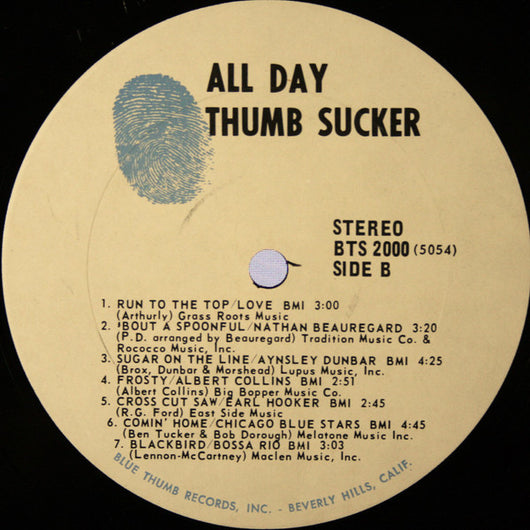 ALL DAY
THUMB SUCKER
STEREO
BTS 2000 (5054)
SIDE B
1. RUN TO THE TOP/LOVE BMI 3:00
(Arthurly) Grass Roots Music
2. 'BOUT A SPOONFUL/NATHAN BEAUREGARD 3:20
(P.D. arranged by Beauregard) Tradition Music Co. &
Rococco Music, Inc.
3. SUGAR ON THE LINE/AYNSLEY DUNBAR BMI 4:25
(Brox, Dunbar & Morshead) Lupus Music, Inc.
4. FROSTY/ALBERT COLLINS BMI 2:51
(Albert Collins) Big Bopper Music Co.
5. CROSS CUT SAW/EARL HOOKER BMI 2:45
(R.G. Ford) East Side Music
6. COMIN' HOME/CHICAGO BLUE STARS BMI 4:45
(Ben Tucker & Bob Dorough) Melatone Music Inc.
7. BLACKBIRD/BOSSA RIO BMI 3:03
(Lennon-McCartney) Maclen Music, Inc.
BLUE THUMB RECORDS, INC. - BEVERLY HILLS, CALIF.